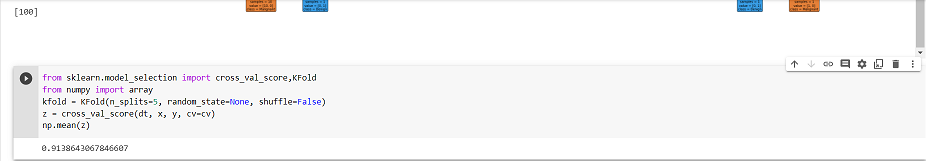 [100]
from sklearn.model_selection import cross_val_score,KFold
from numpy import array
kfold = KFold(n_splits=5, random_state=None, shuffle=False)
z = cross_val_score(dt, x, y, cv=cv)
np.mean(z)
0.9138643067846607